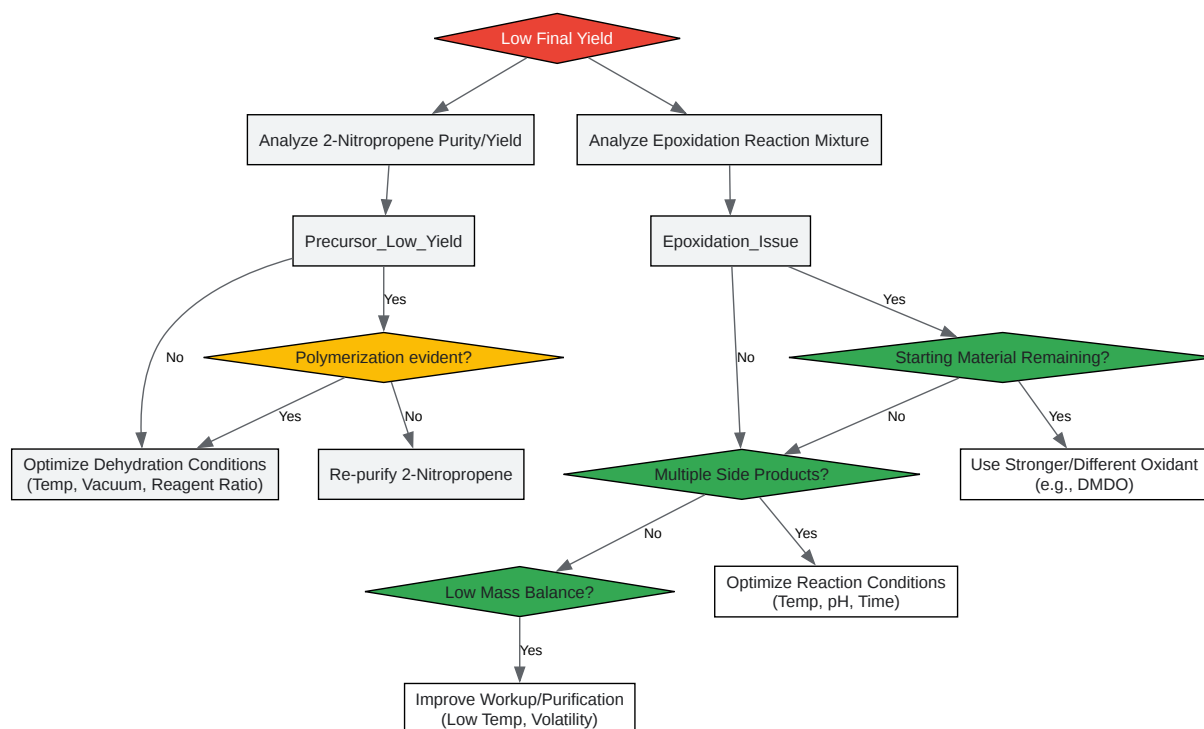 Low Final Yield
Analyze 2-Nitropropene Purity/Yield
Analyze Epoxidation Reaction Mixture
Precursor_Low_Yield
Epoxidation_Issue
Yes
Yes
No
No
Polymerization evident?
Starting Material Remaining?
Yes
No
No
Yes
Optimize Dehydration Conditions
(Temp, Vacuum, Reagent Ratio)
Re-purify 2-Nitropropene
Multiple Side Products?
Use Stronger/Different Oxidant
(e.g., DMDO)
No
Yes
Low Mass Balance?
Optimize Reaction Conditions
(Temp, pH, Time)
Yes
Improve Workup/Purification
(Low Temp, Volatility)